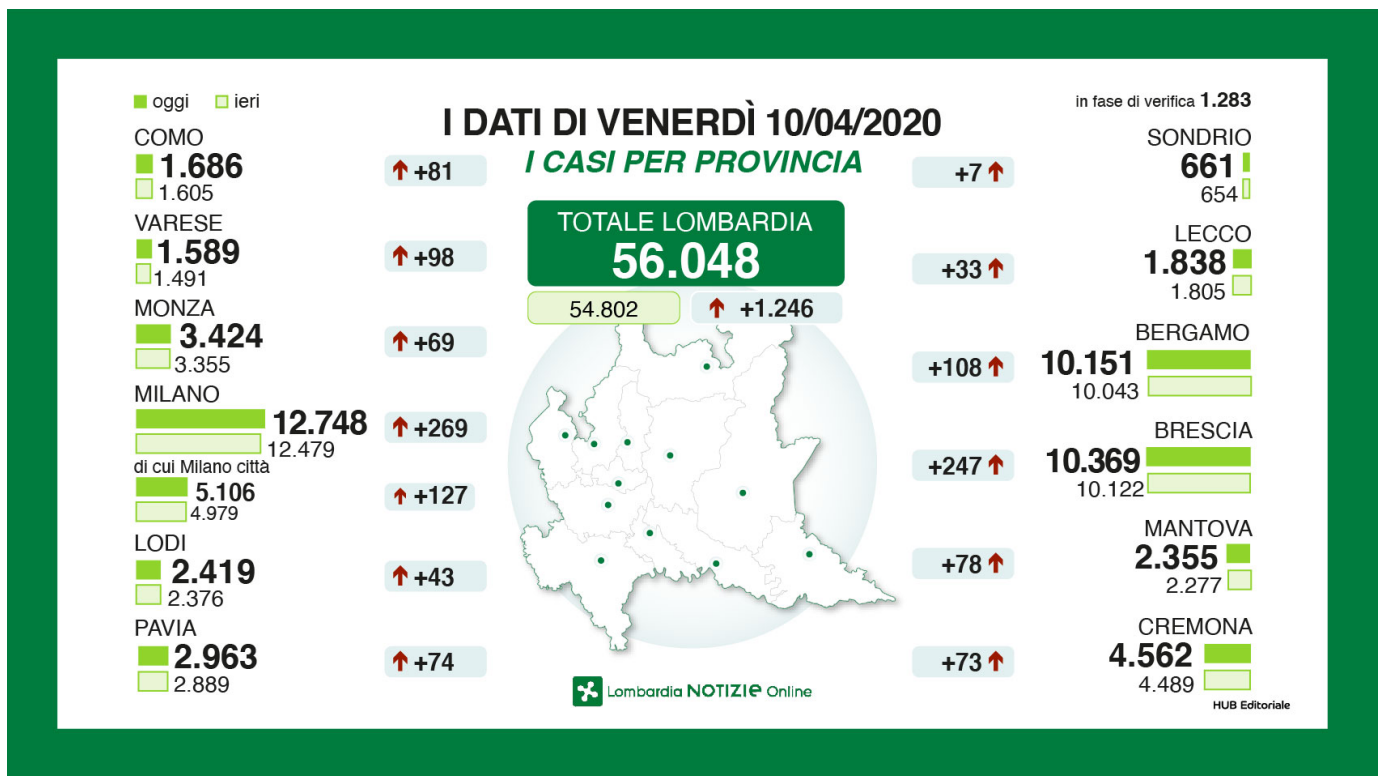 oggi ieri
I DATI DI VENERDÌ 10/04/2020
I CASI PER PROVINCIA
in fase di verifica 1.283
TOTALE LOMBARDIA
56.048
54.802 +1.246
COMO
1.686
1.605
+81
VARESE
1.589
1.491
+98
MONZA
3.424
3.355
+69
MILANO
12.748
12.479
+269
di cui Milano città
5.106
4.979
+127
LODI
2.419
2.376
+43
PAVIA
2.963
2.889
+74
SONDRIO
661
654
+7
LECCO
1.838
1.805
+33
BERGAMO
10.151
10.043
+108
BRESCIA
10.369
10.122
+247
MANTOVA
2.355
2.277
+78
CREMONA
4.562
4.489
+73
Lombardia NOTIZIe Online
HUB Editoriale